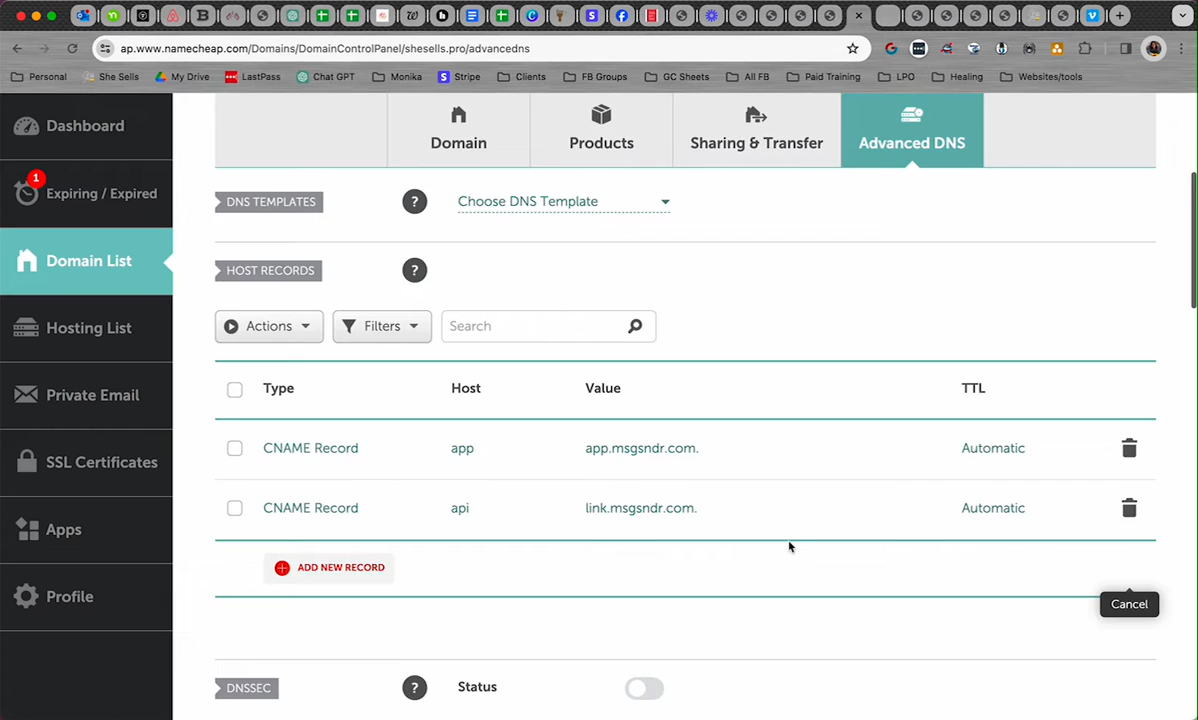 ap.www.namecheap.com/Domains/DomainControlPanel/shesells.pro/advancedns
Personal
She Sells
My Drive
LastPass
Chat GPT
Monika
Stripe
Clients
FB Groups
GC Sheets
All FB
Paid Training
LPO
Healing
Websites/tools
Dashboard
1
Expiring / Expired
Domain List
Hosting List
Private Email
SSL Certificates
Apps
Profile
Domain
Products
Sharing & Transfer
Advanced DNS
DNS TEMPLATES
?
Choose DNS Template
HOST RECORDS
?
Actions
Filters
Search
Type Host Value TTL
CNAME Record app app.msgsndr.com. Automatic
CNAME Record api link.msgsndr.com. Automatic
ADD NEW RECORD
Cancel
DNSSEC
?
Status